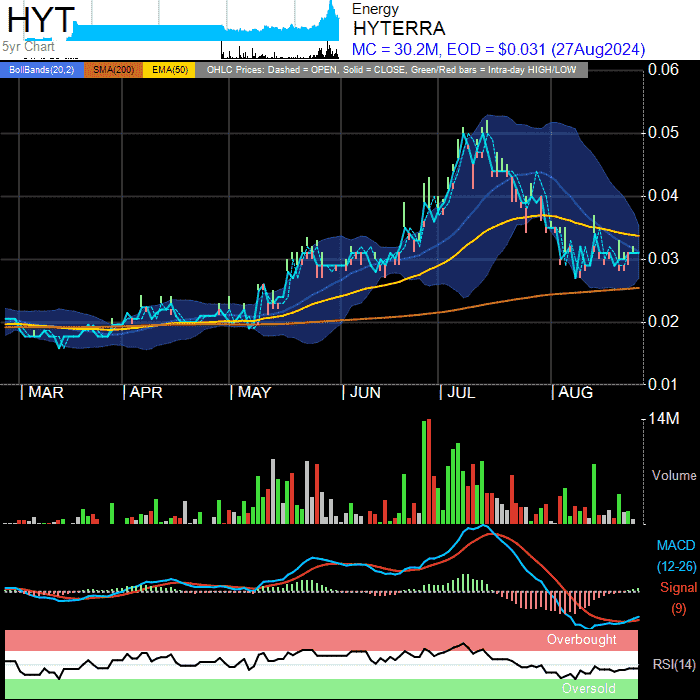 HYT
5yr Chart
Energy
HYTERRA
MC = 30.2M, EOD = $0.031 (27Aug2024)
BollBands(20,2) SMA(200) EMA(50) OHLC Prices: Dashed = OPEN, Solid = CLOSE, Green/Red bars = Intra-day HIGH/LOW
0.06
0.05
0.04
0.03
0.02
0.01
MAR APR MAY JUN JUL AUG
14M
Volume
MACD
(12-26)
Signal
(9)
Overbought
RSI(14)
Oversold